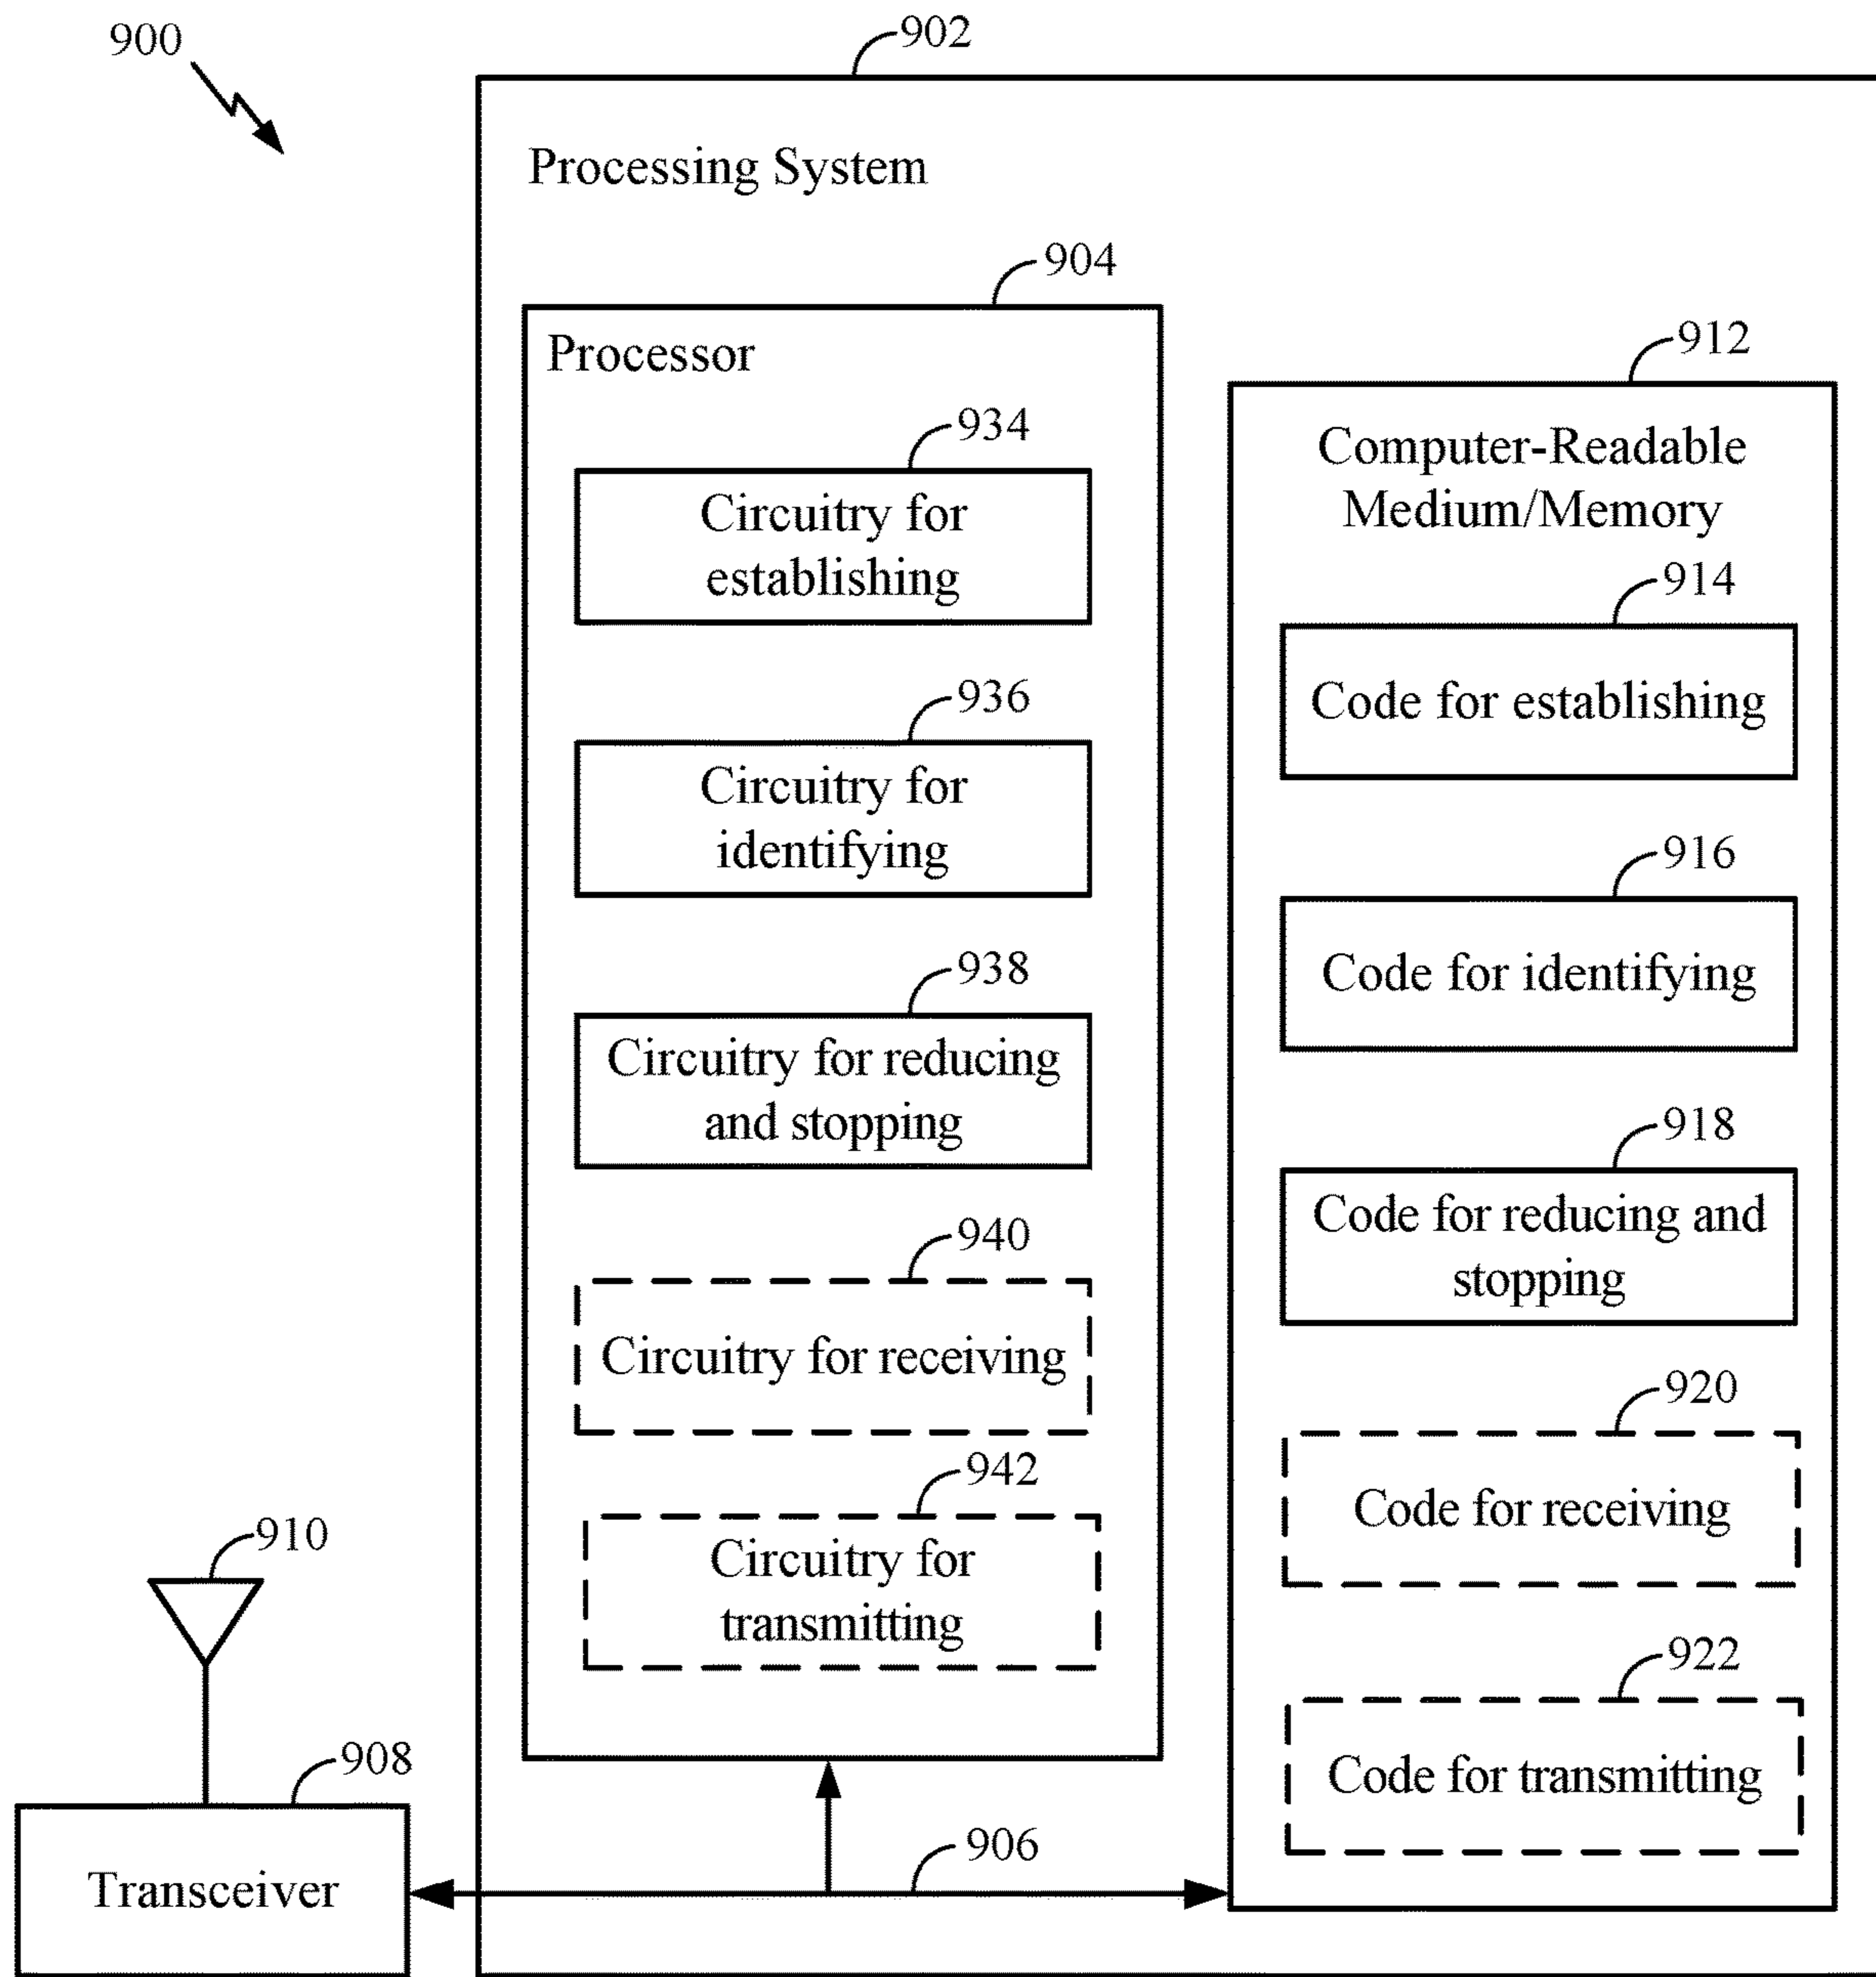 900
902
Processing System
904
Processor
934
Circuitry for
establishing
936
Circuitry for
identifying
938
Circuitry for reducing
and stopping
940
Circuitry for receiving
942
Circuitry for
transmitting
912
Computer-Readable
Medium/Memory
914
Code for establishing
916
Code for identifying
918
Code for reducing and
stopping
920
Code for receiving
922
Code for transmitting
910
908
Transceiver
906